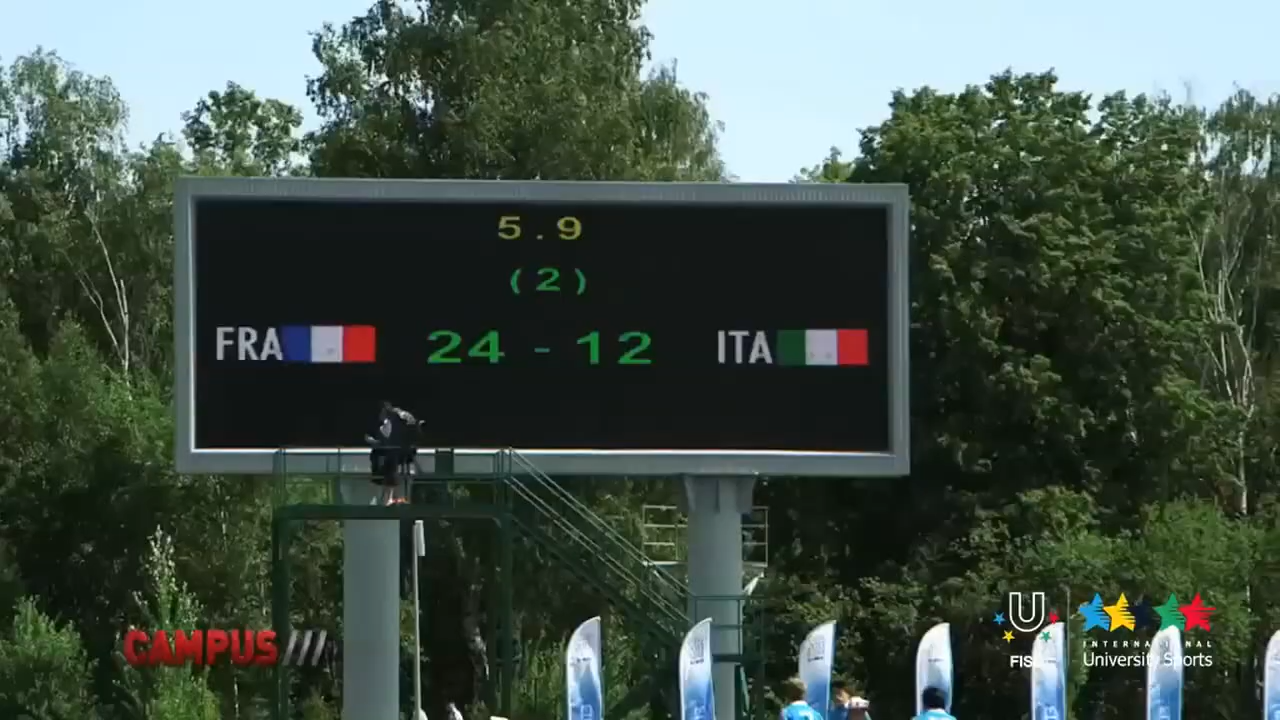 5.9
(2)
FRA 24 - 12 ITA
CAMPUS ///
U
FISU
INTERNATIONAL
University Sports